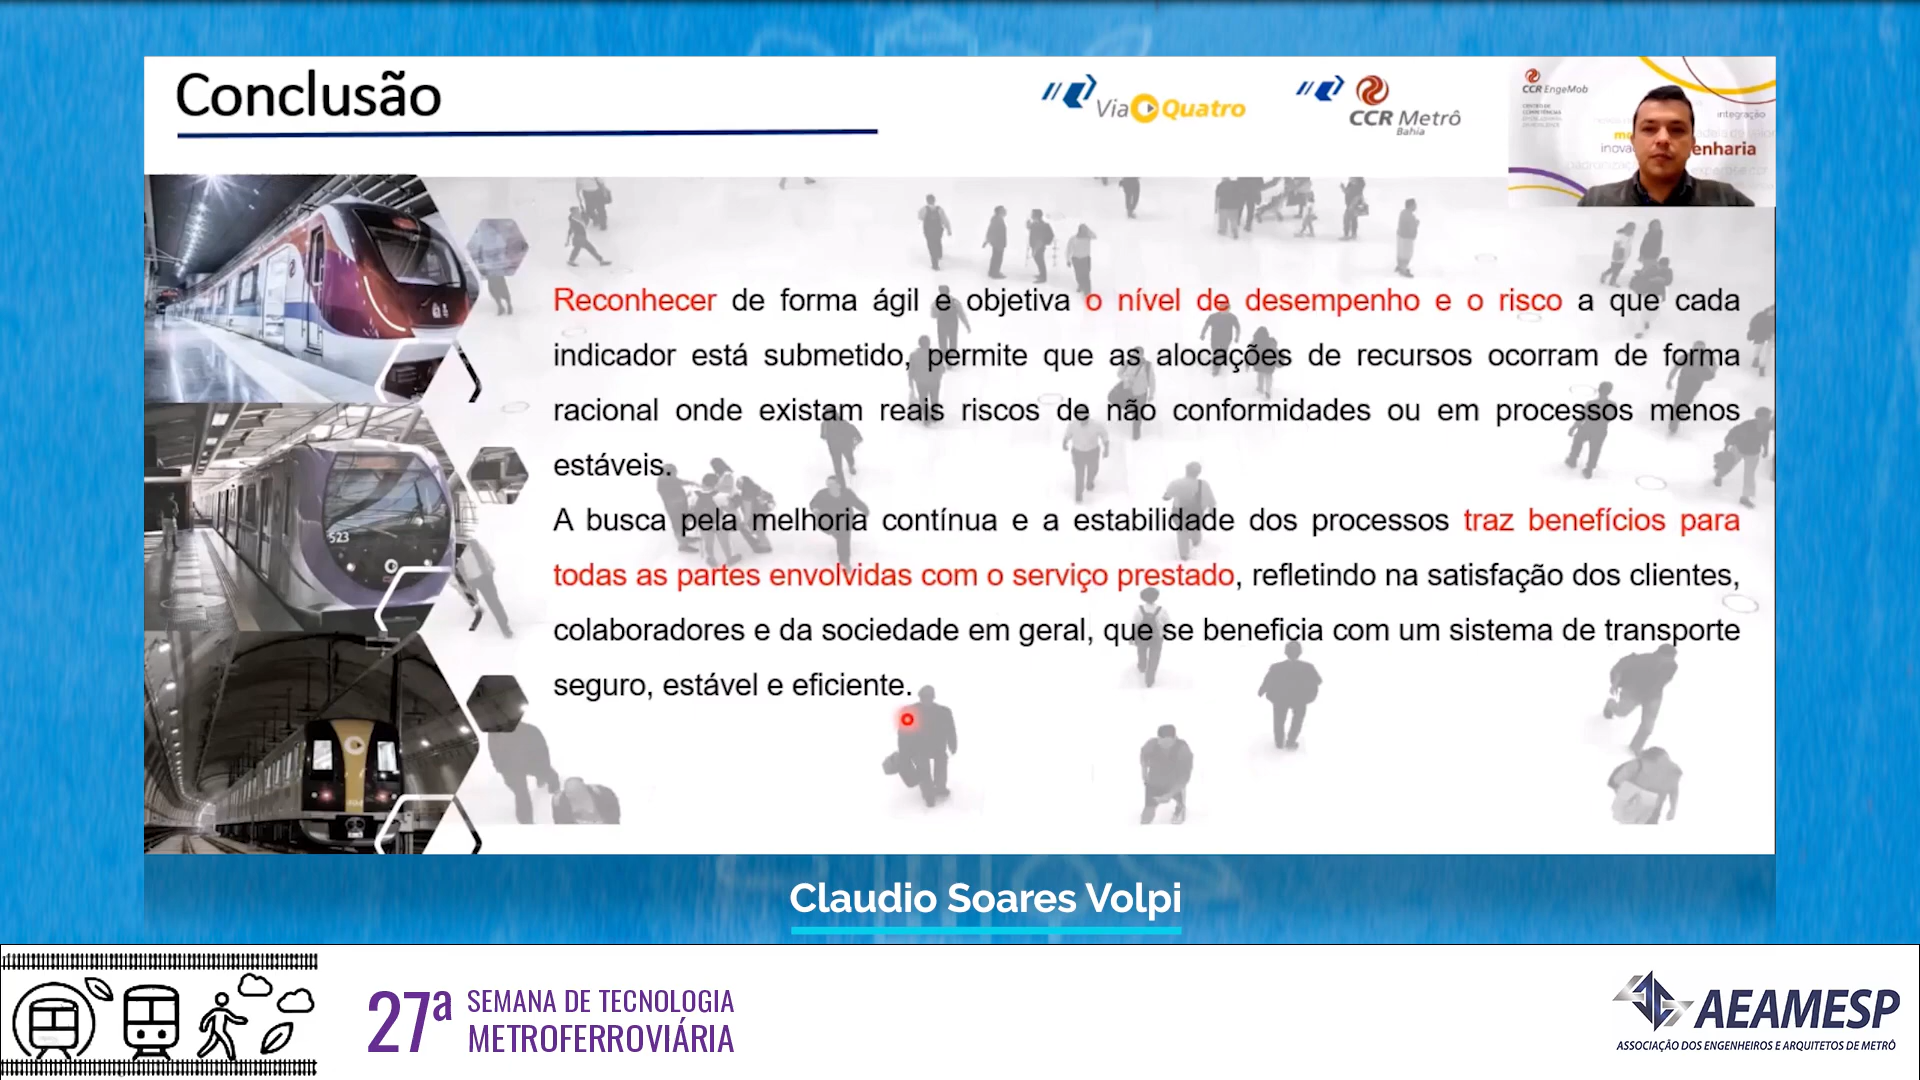 Conclusão
ViaQuatro
CCR Metrô
Bahia
CCR EngeMob
integração
inova
enharia
Reconhecer de forma ágil e objetiva o nível de desempenho e o risco a que cada
indicador está submetido, permite que as alocações de recursos ocorram de forma
racional onde existam reais riscos de não conformidades ou em processos menos
estáveis.
A busca pela melhoria contínua e a estabilidade dos processos traz benefícios para
todas as partes envolvidas com o serviço prestado, refletindo na satisfação dos clientes,
colaboradores e da sociedade em geral, que se beneficia com um sistema de transporte
seguro, estável e eficiente.
523
Claudio Soares Volpi
27ª SEMANA DE TECNOLOGIA
METROFERROVIÁRIA
AEAMESP
ASSOCIAÇÃO DOS ENGENHEIROS E ARQUITETOS DE METRÔ